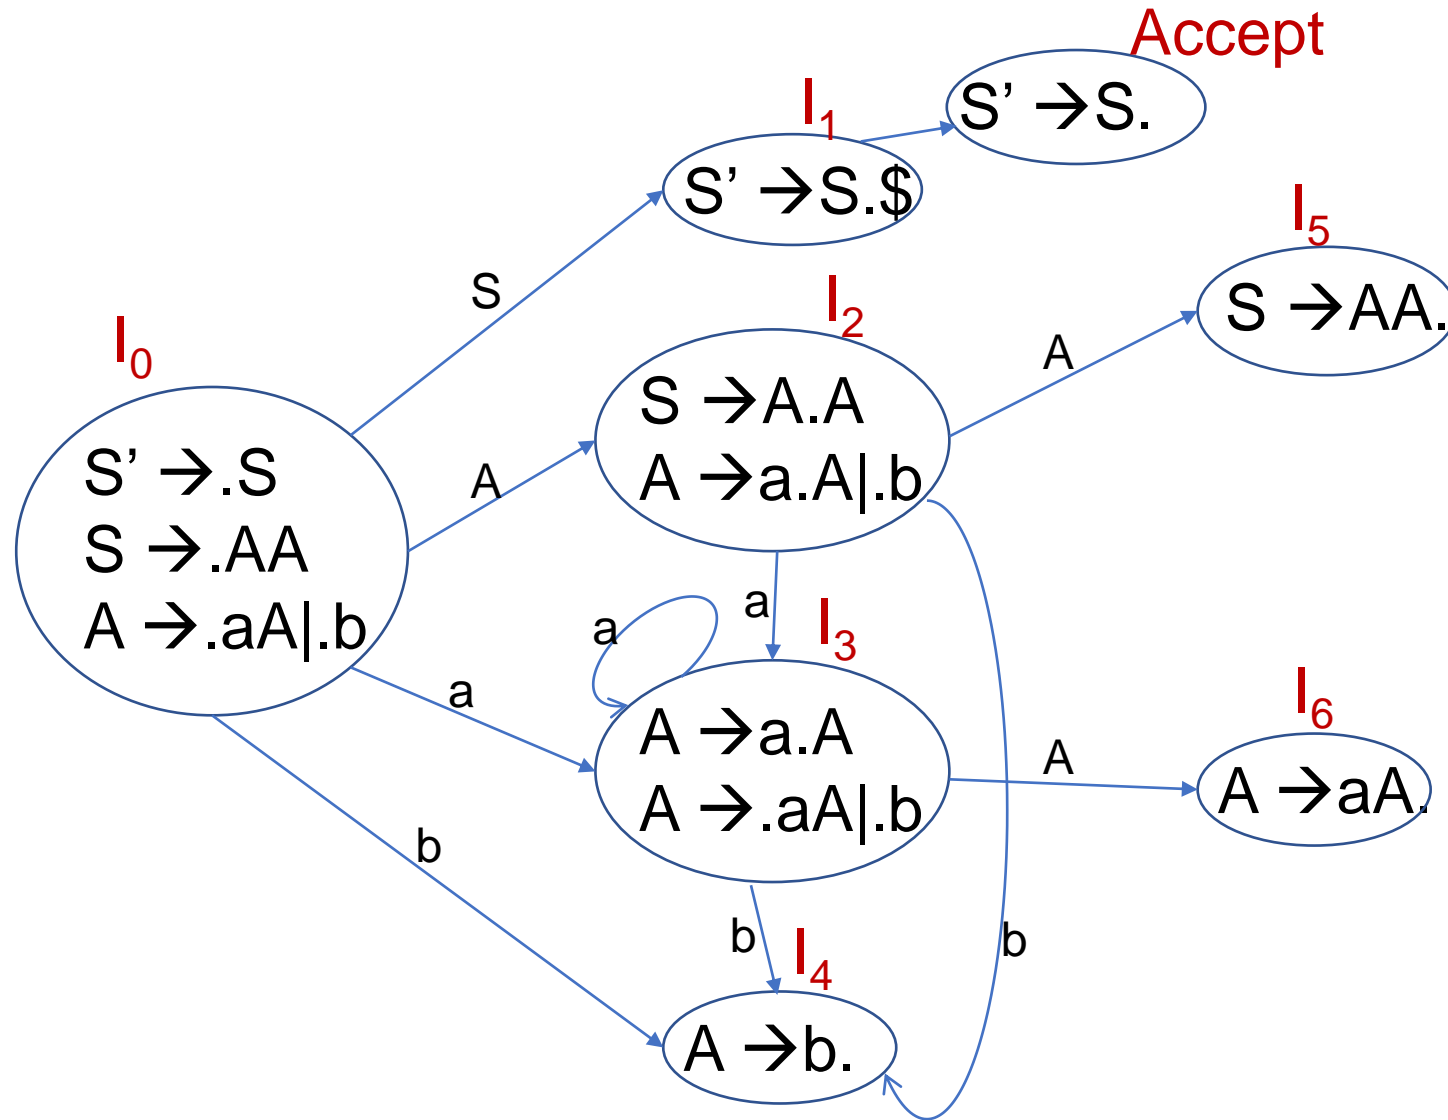 Accept
S’ →S.
I1
S’ →S.$
I5
S →AA.
S
I2
S →A.A
A →a.A|.b
A
I0
S’ →.S
S →.AA
A →.aA|.b
A
a
a
I3
A →a.A
A →.aA|.b
a
A
I6
A →aA.
b
b
I4
b
A →b.